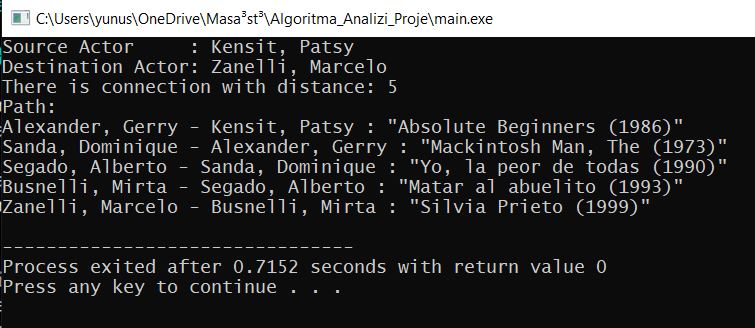 C:\Users\yunus\OneDrive\Masa³st³\Algoritma_Analizi_Proje\main.exe
Source Actor     : Kensit, Patsy
Destination Actor: Zanelli, Marcelo
There is connection with distance: 5
Path:
Alexander, Gerry - Kensit, Patsy : "Absolute Beginners (1986)"
Sanda, Dominique - Alexander, Gerry : "Mackintosh Man, The (1973)"
Segado, Alberto - Sanda, Dominique : "Yo, la peor de todas (1990)"
Busnelli, Mirta - Segado, Alberto : "Matar al abuelito (1993)"
Zanelli, Marcelo - Busnelli, Mirta : "Silvia Prieto (1999)"
--------------------------------
Process exited after 0.7152 seconds with return value 0
Press any key to continue . . .